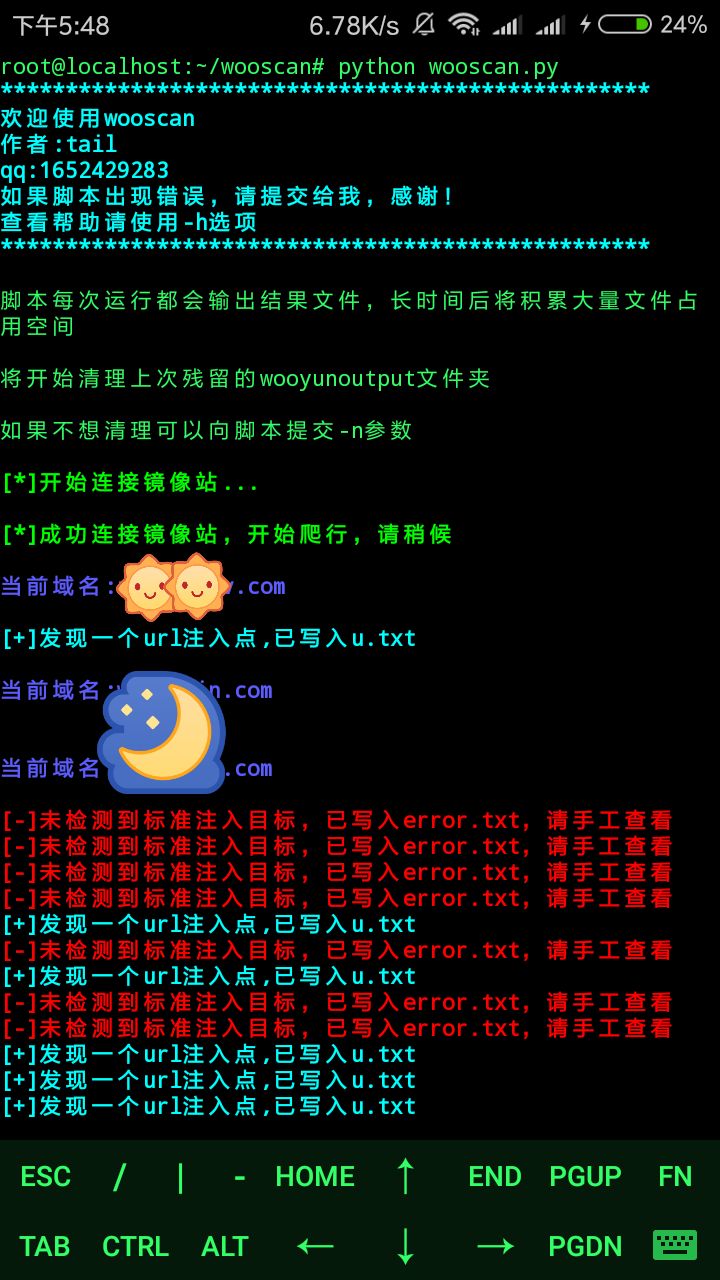 下午5:48 6.78K/s 24%
root@localhost:~/wooscan# python wooscan.py
**************************************************
欢迎使用wooscan
作者:tail
qq:1652429283
如果脚本出现错误，请提交给我，感谢！
查看帮助请使用-h选项
**************************************************
脚本每次运行都会输出结果文件，长时间后将积累大量文件占
用空间
将开始清理上次残留的wooyunoutput文件夹
如果不想清理可以向脚本提交-n参数
[*]开始连接镜像站...
[*]成功连接镜像站，开始爬行，请稍候
当前域名: .com
[+]发现一个url注入点,已写入u.txt
当前域名: in.com
当前域名 .com
[-]未检测到标准注入目标，已写入error.txt，请手工查看
[-]未检测到标准注入目标，已写入error.txt，请手工查看
[-]未检测到标准注入目标，已写入error.txt，请手工查看
[-]未检测到标准注入目标，已写入error.txt，请手工查看
[+]发现一个url注入点,已写入u.txt
[-]未检测到标准注入目标，已写入error.txt，请手工查看
[+]发现一个url注入点,已写入u.txt
[-]未检测到标准注入目标，已写入error.txt，请手工查看
[-]未检测到标准注入目标，已写入error.txt，请手工查看
[+]发现一个url注入点,已写入u.txt
[+]发现一个url注入点,已写入u.txt
[+]发现一个url注入点,已写入u.txt
ESC / | - HOME ↑ END PGUP FN
TAB CTRL ALT ← ↓ → PGDN